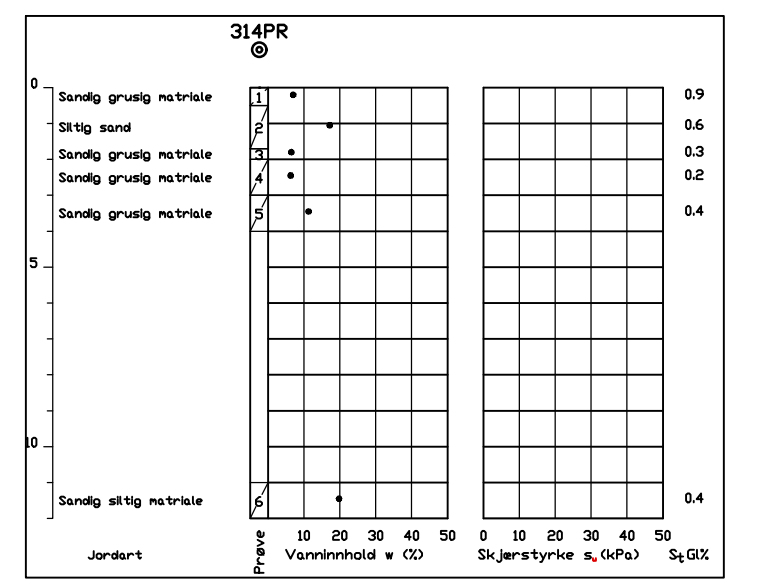 314PR
0
Sandig grusig matriale 1 0.9
Siltig sand 2 0.6
Sandig grusig matriale 3 0.3
Sandig grusig matriale 4 0.2
Sandig grusig matriale 5 0.4
5
10
Sandig siltig matriale 6 0.4
10 20 30 40 50 0 10 20 30 40 50
Jordart Prøve Vanninnhold w (%) Skjærstyrke su (kPa) St Gl%